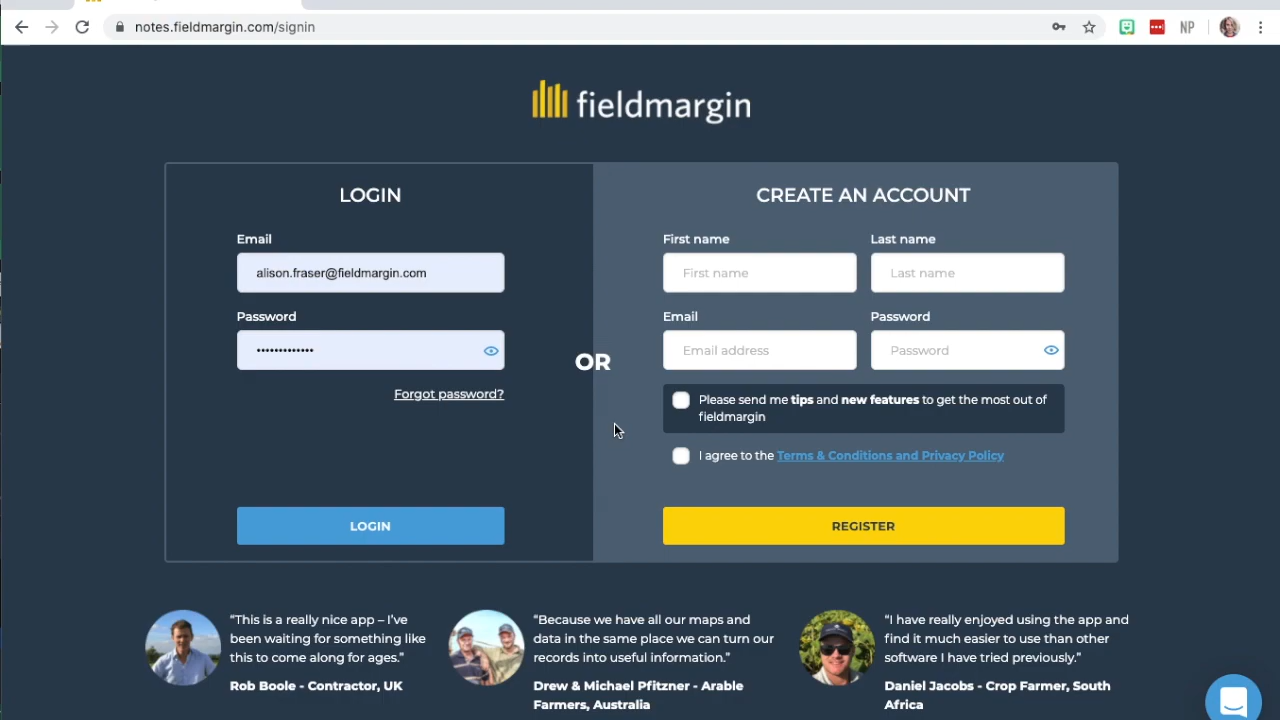 notes.fieldmargin.com/signin
NP
fieldmargin
LOGIN
Email
alison.fraser@fieldmargin.com
Password
•••••••••••••
Forgot password?
LOGIN
OR
CREATE AN ACCOUNT
First name
Last name
First name
Last name
Email
Password
Email address
Password
Please send me tips and new features to get the most out of
fieldmargin
I agree to the Terms & Conditions and Privacy Policy
REGISTER
“This is a really nice app – I’ve
been waiting for something like
this to come along for ages.”
Rob Boole - Contractor, UK
“Because we have all our maps and
data in the same place we can turn our
records into useful information.”
Drew & Michael Pfitzner - Arable
Farmers, Australia
“I have really enjoyed using the app and
find it much easier to use than other
software I have tried previously.”
Daniel Jacobs - Crop Farmer, South
Africa